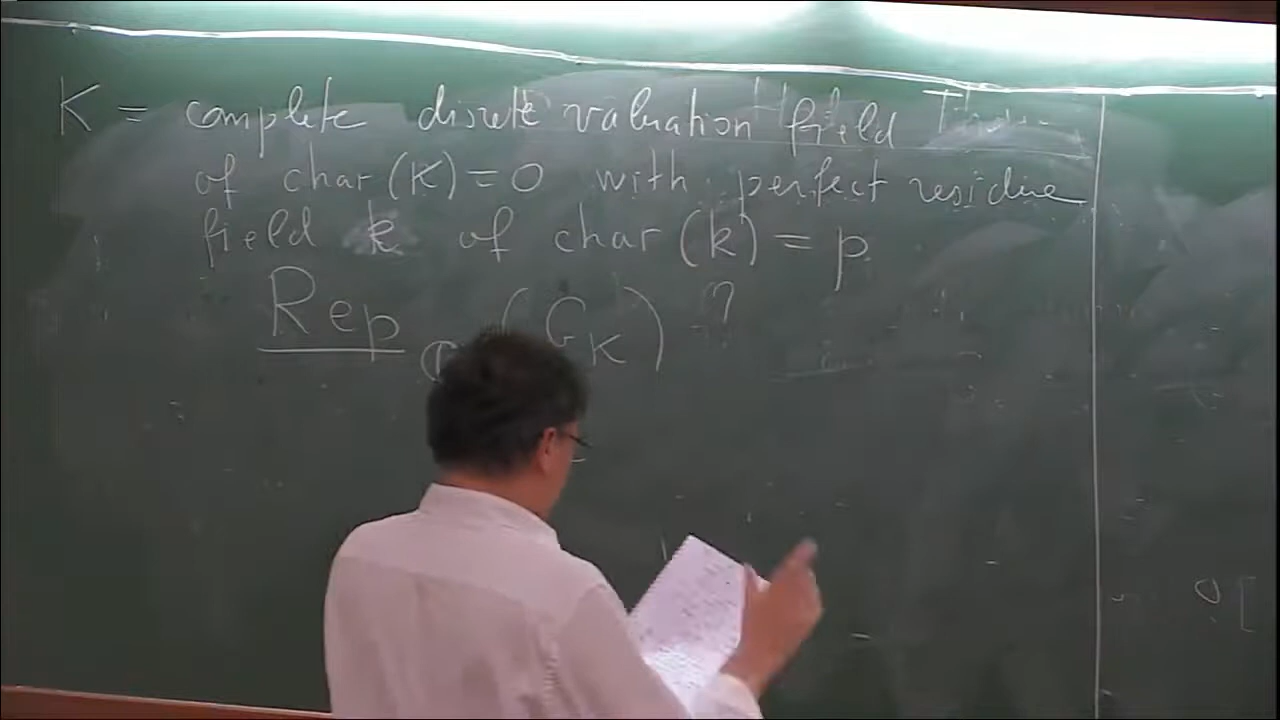 K = complete discrete valuation field
of char(K)=0 with perfect residue
field k of char(k) = p
Rep (G_K) ?